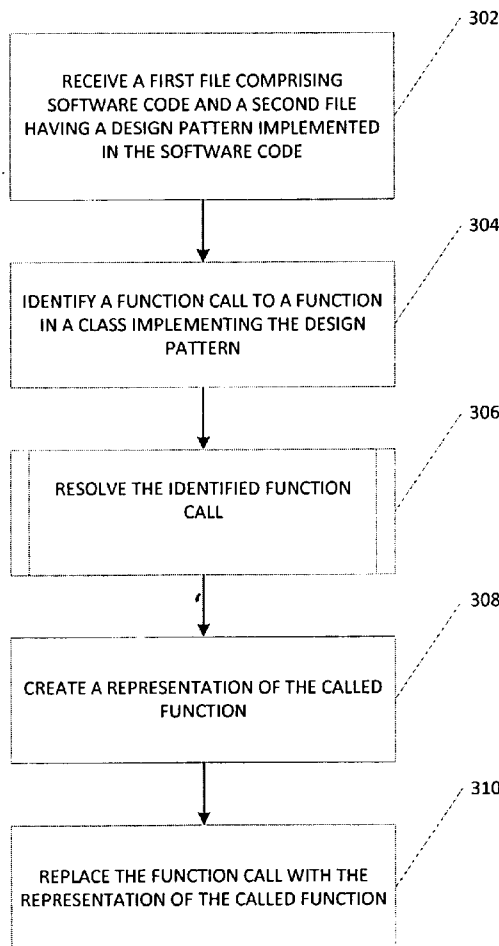 302
RECEIVE A FIRST FILE COMPRISING
SOFTWARE CODE AND A SECOND FILE
HAVING A DESIGN PATTERN IMPLEMENTED
IN THE SOFTWARE CODE
304
IDENTIFY A FUNCTION CALL TO A FUNCTION
IN A CLASS IMPLEMENTING THE DESIGN
PATTERN
306
RESOLVE THE IDENTIFIED FUNCTION
CALL
308
CREATE A REPRESENTATION OF THE CALLED
FUNCTION
310
REPLACE THE FUNCTION CALL WITH THE
REPRESENTATION OF THE CALLED FUNCTION